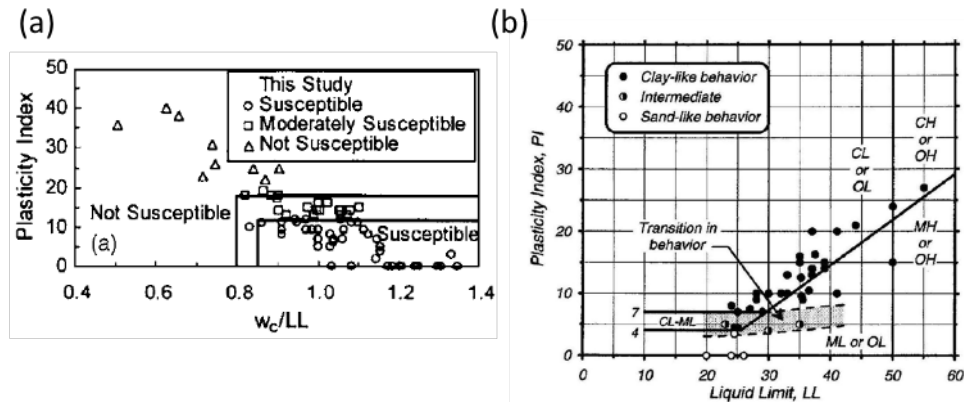 (a)
50
40
30
20
10
0
Plasticity Index
This Study
Susceptible
Moderately Susceptible
Not Susceptible
Not Susceptible
(a)
Susceptible
0.4 0.6 0.8 1.0 1.2 1.4
wc/LL
(b)
50
40
30
20
10
7
4
0
Plasticity Index, PI
Clay-like behavior
Intermediate
Sand-like behavior
CH
or
OH
CL
or
OL
Transition in
behavior
MH
or
OH
CL-ML
ML or OL
0 10 20 30 40 50 60
Liquid Limit, LL